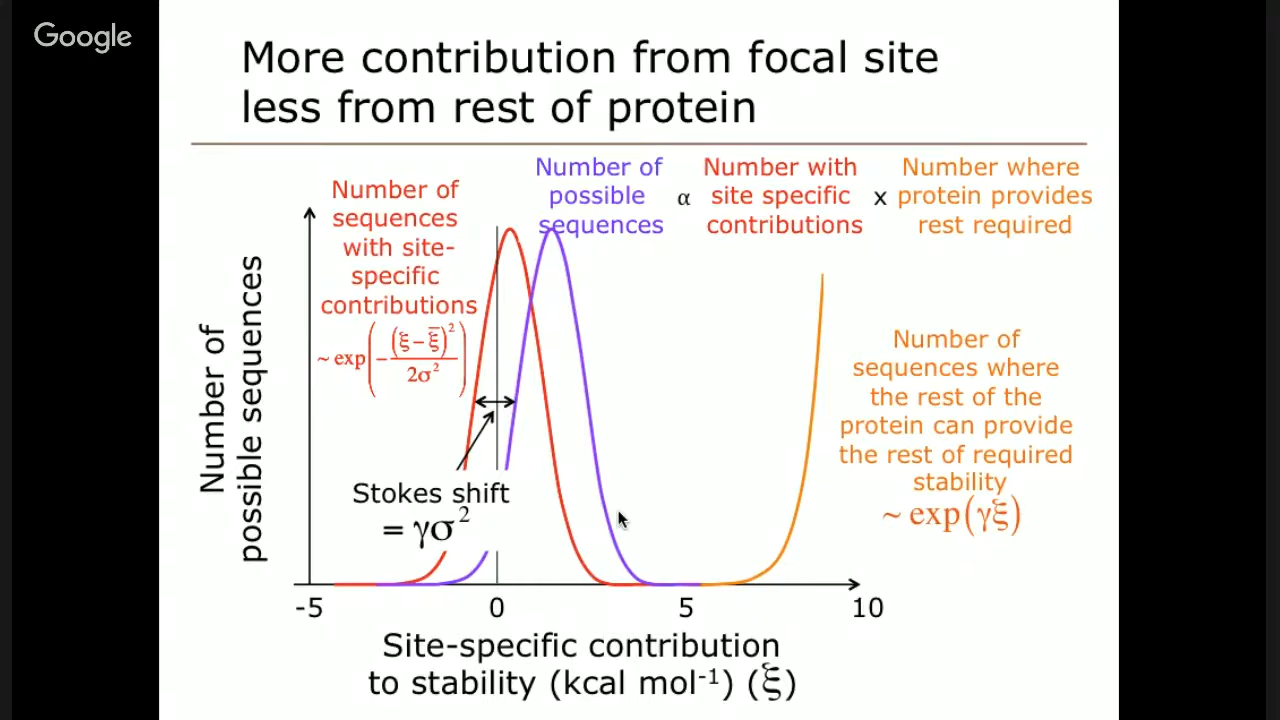 Google
More contribution from focal site
less from rest of protein
Number of
possible
sequences
α
Number with
site specific
contributions
x
Number where
protein provides
rest required
Number of
sequences
with site-
specific
contributions
~ exp(-(ξ - ξ̄)² / 2σ²)
Number of
possible sequences
Stokes shift
= γσ²
Number of
sequences where
the rest of the
protein can provide
the rest of required
stability
~ exp(γξ)
-5 0 5 10
Site-specific contribution
to stability (kcal mol⁻¹) (ξ)